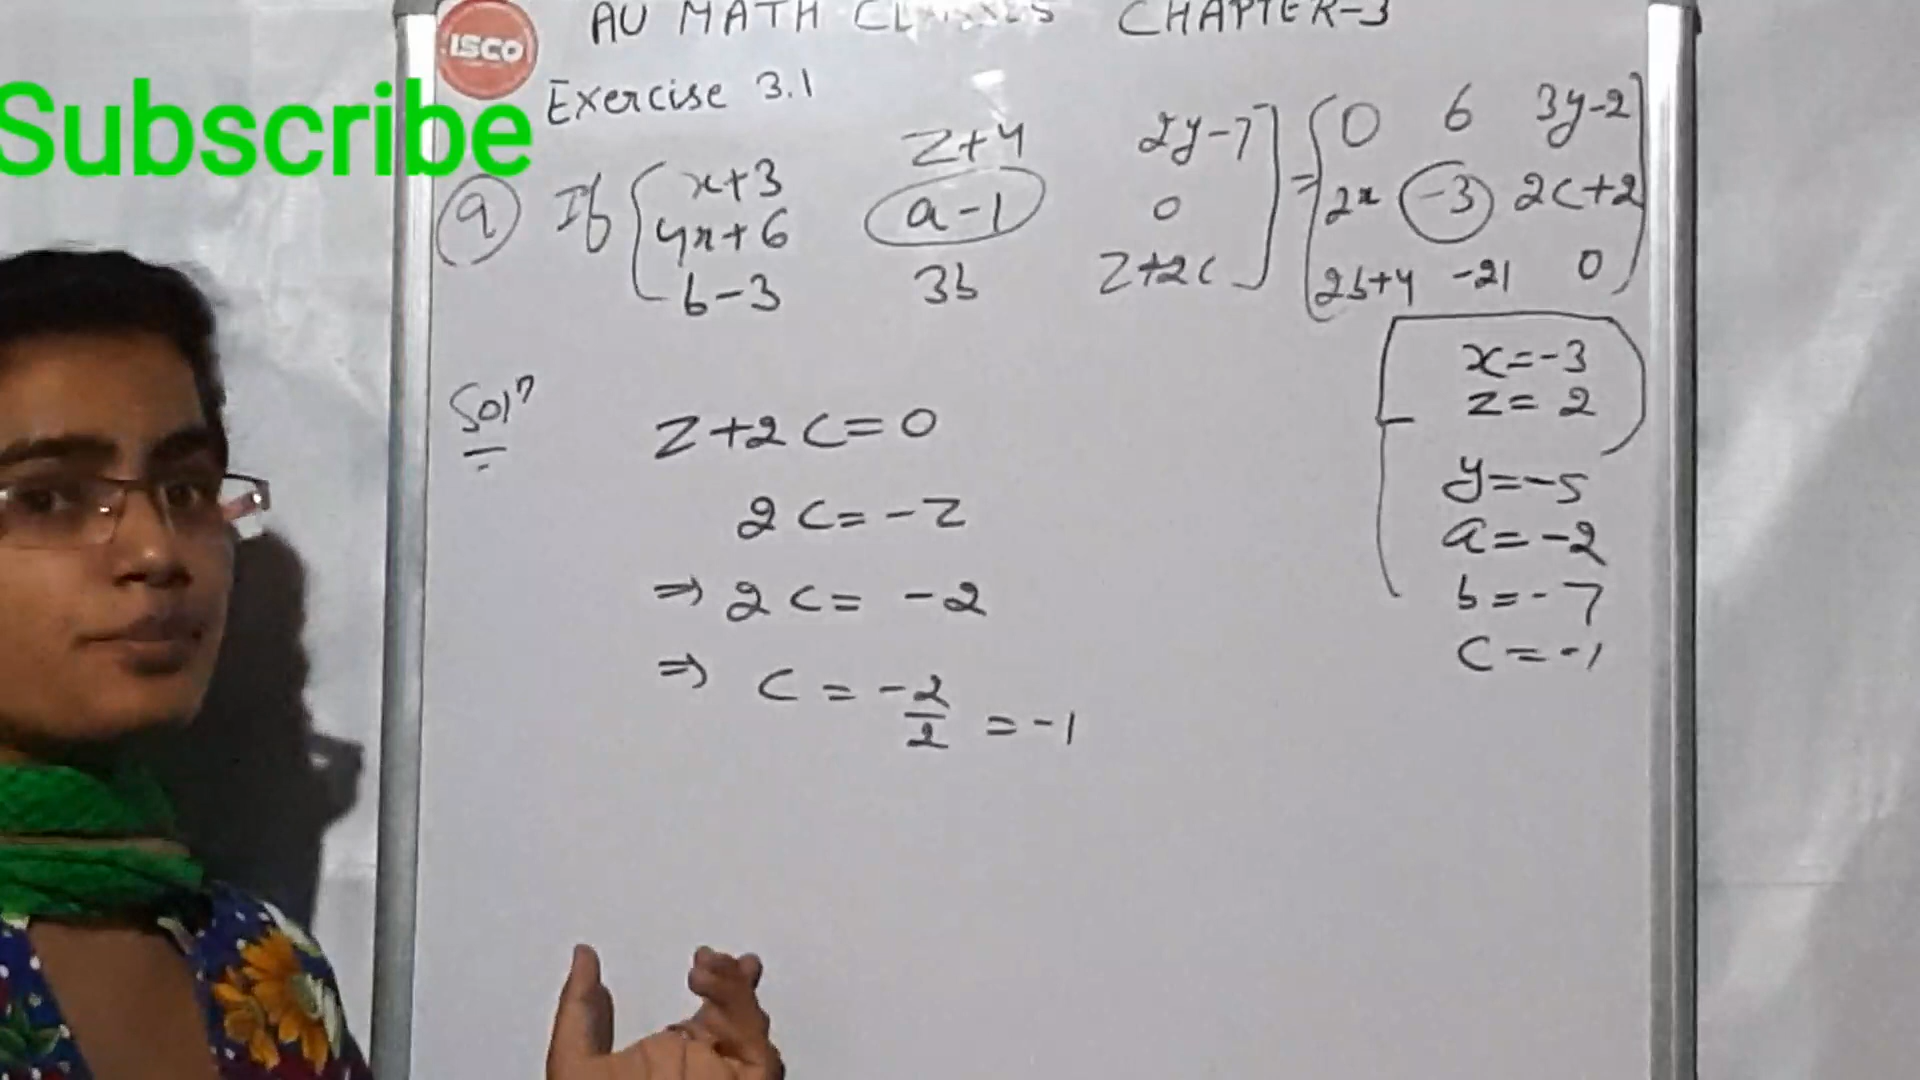 AU MATH CLASSES CHAPTER-3
ISCO
Subscribe
Exercise 3.1
9 If [ x+3 z+4 2y-7 ] = [ 0 6 3y-2 ]
4x+6 a-1 0 2x -3 2c+2
b-3 3b z+2c 2b+4 -21 0
Solⁿ
z+2c=0
2c=-z
⇒ 2c= -2
⇒ c = -2/2 = -1
x=-3
z=2
y=-5
a=-2
b=-7
c=-1